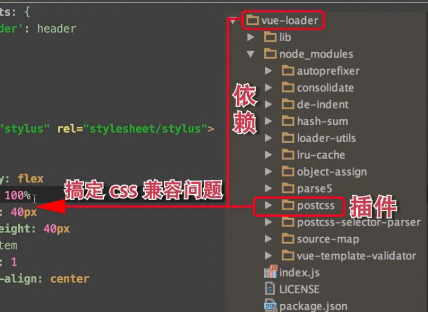 ts: {
der': header
"stylus" rel="stylesheet/stylus">
y: flex
100%
: 40px
eight: 40px
tem
: 1
-align: center
搞定 css 兼容问题
依赖
插件
vue-loader
lib
node_modules
autoprefixer
consolidate
de-indent
hash-sum
loader-utils
lru-cache
object-assign
parse5
postcss
postcss-selector-parser
source-map
vue-template-validator
index.js
LICENSE
package.json